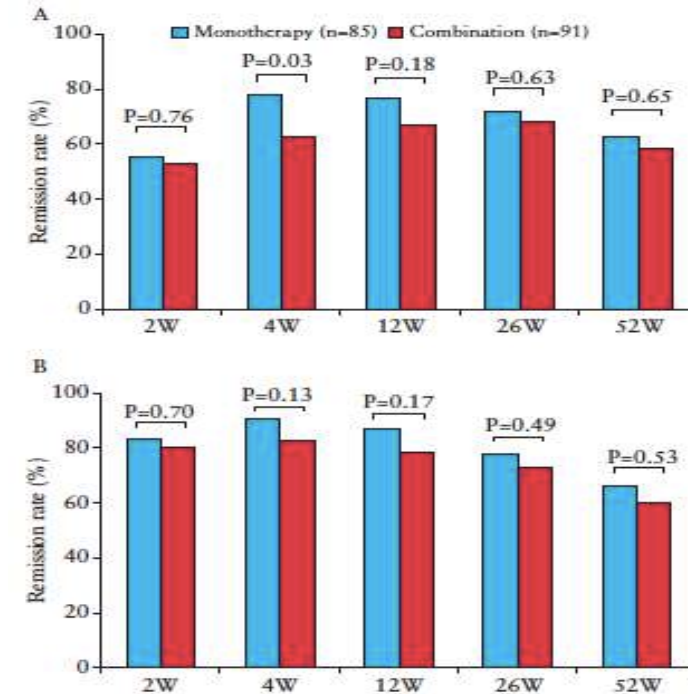 A
100
Monotherapy (n=85) Combination (n=91)
P=0.03
P=0.18
P=0.63
P=0.65
80
P=0.76
60
40
20
0
Remission rate (%)
2W 4W 12W 26W 52W
B
100
P=0.70
P=0.13
P=0.17
P=0.49
P=0.53
80
60
40
20
0
Remission rate (%)
2W 4W 12W 26W 52W